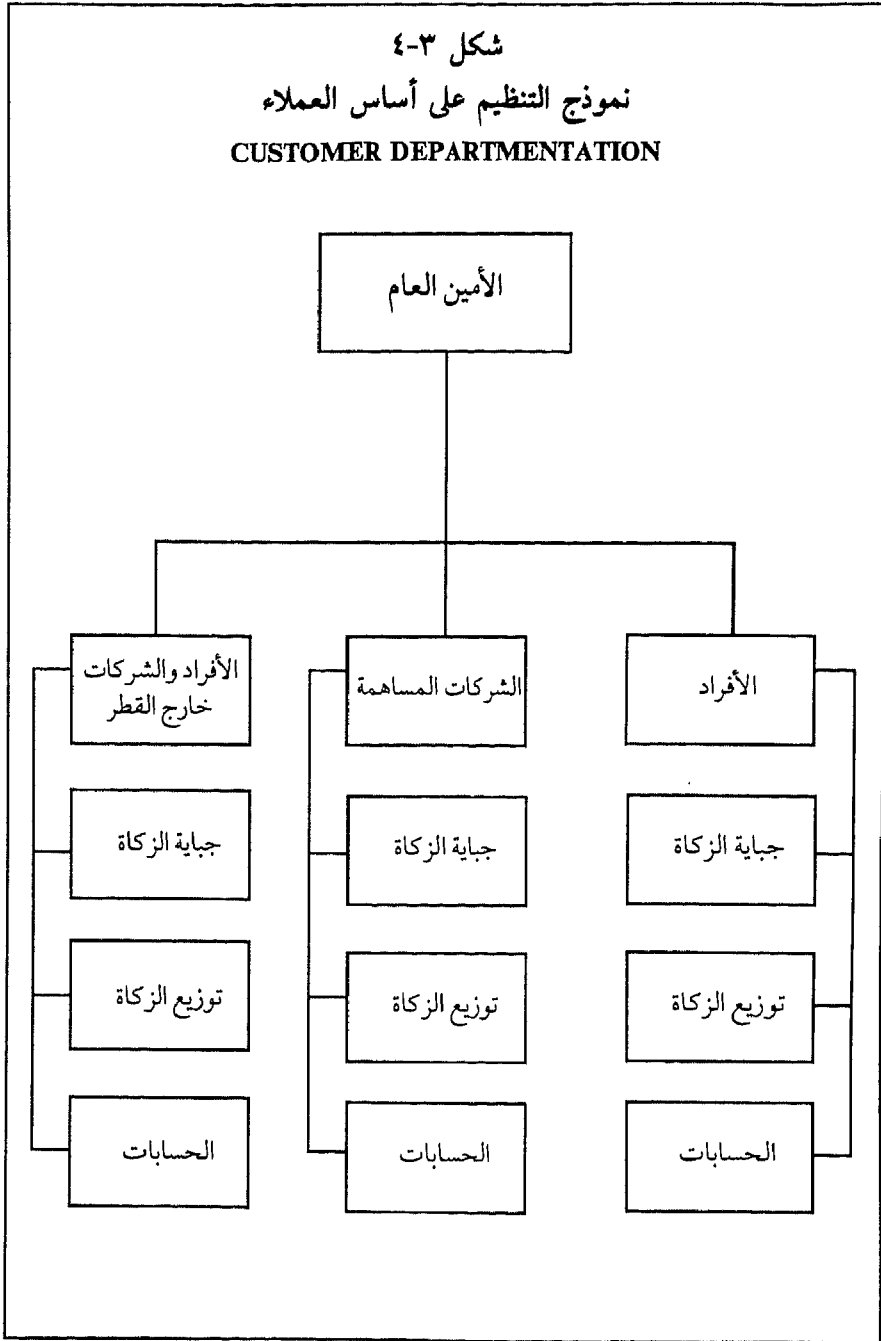 شكل ٣-٤
نموذج التنظيم على أساس العملاء
CUSTOMER DEPARTMENTATION
الأمين العام
الأفراد
الشركات المساهمة
الأفراد والشركات
خارج القطر
جباية الزكاة
جباية الزكاة
جباية الزكاة
توزيع الزكاة
توزيع الزكاة
توزيع الزكاة
الحسابات
الحسابات
الحسابات